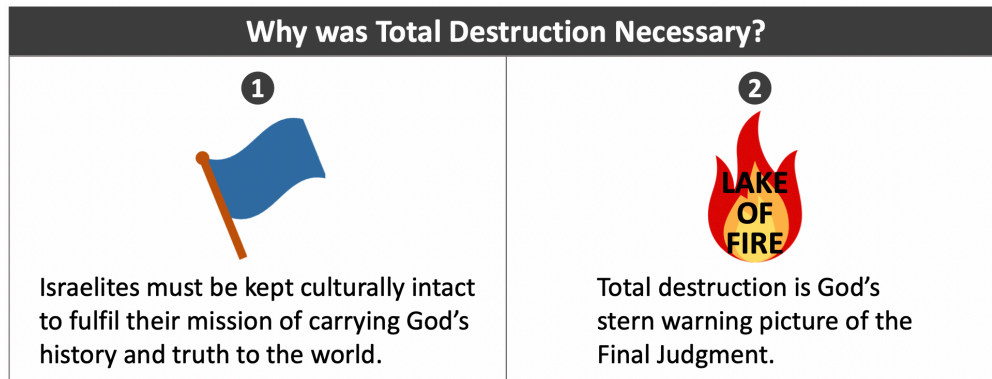 Why was Total Destruction Necessary?
1
Israelites must be kept culturally intact
to fulfil their mission of carrying God's
history and truth to the world.
2
LAKE
OF
FIRE
Total destruction is God's
stern warning picture of the
Final Judgment.